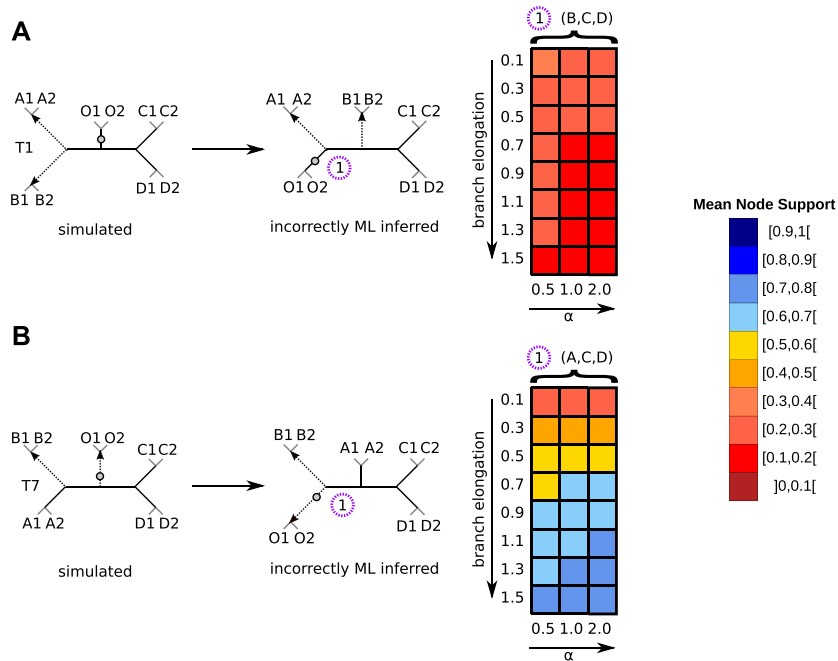 A
1 (B,C,D)
A1 A2 O1 O2 C1 C2
T1
B1 B2 D1 D2
simulated
A1 A2 B1 B2 C1 C2
1
O1 O2 D1 D2
incorrectly ML inferred
branch elongation
0.1
0.3
0.5
0.7
0.9
1.1
1.3
1.5
0.5 1.0 2.0
α
Mean Node Support
[0.9,1[
[0.8,0.9[
[0.7,0.8[
[0.6,0.7[
[0.5,0.6[
[0.4,0.5[
[0.3,0.4[
[0.2,0.3[
[0.1,0.2[
]0,0.1[
B
1 (A,C,D)
B1 B2 O1 O2 C1 C2
T7
A1 A2 D1 D2
simulated
B1 B2 A1 A2 C1 C2
1
O1 O2 D1 D2
incorrectly ML inferred
branch elongation
0.1
0.3
0.5
0.7
0.9
1.1
1.3
1.5
0.5 1.0 2.0
α